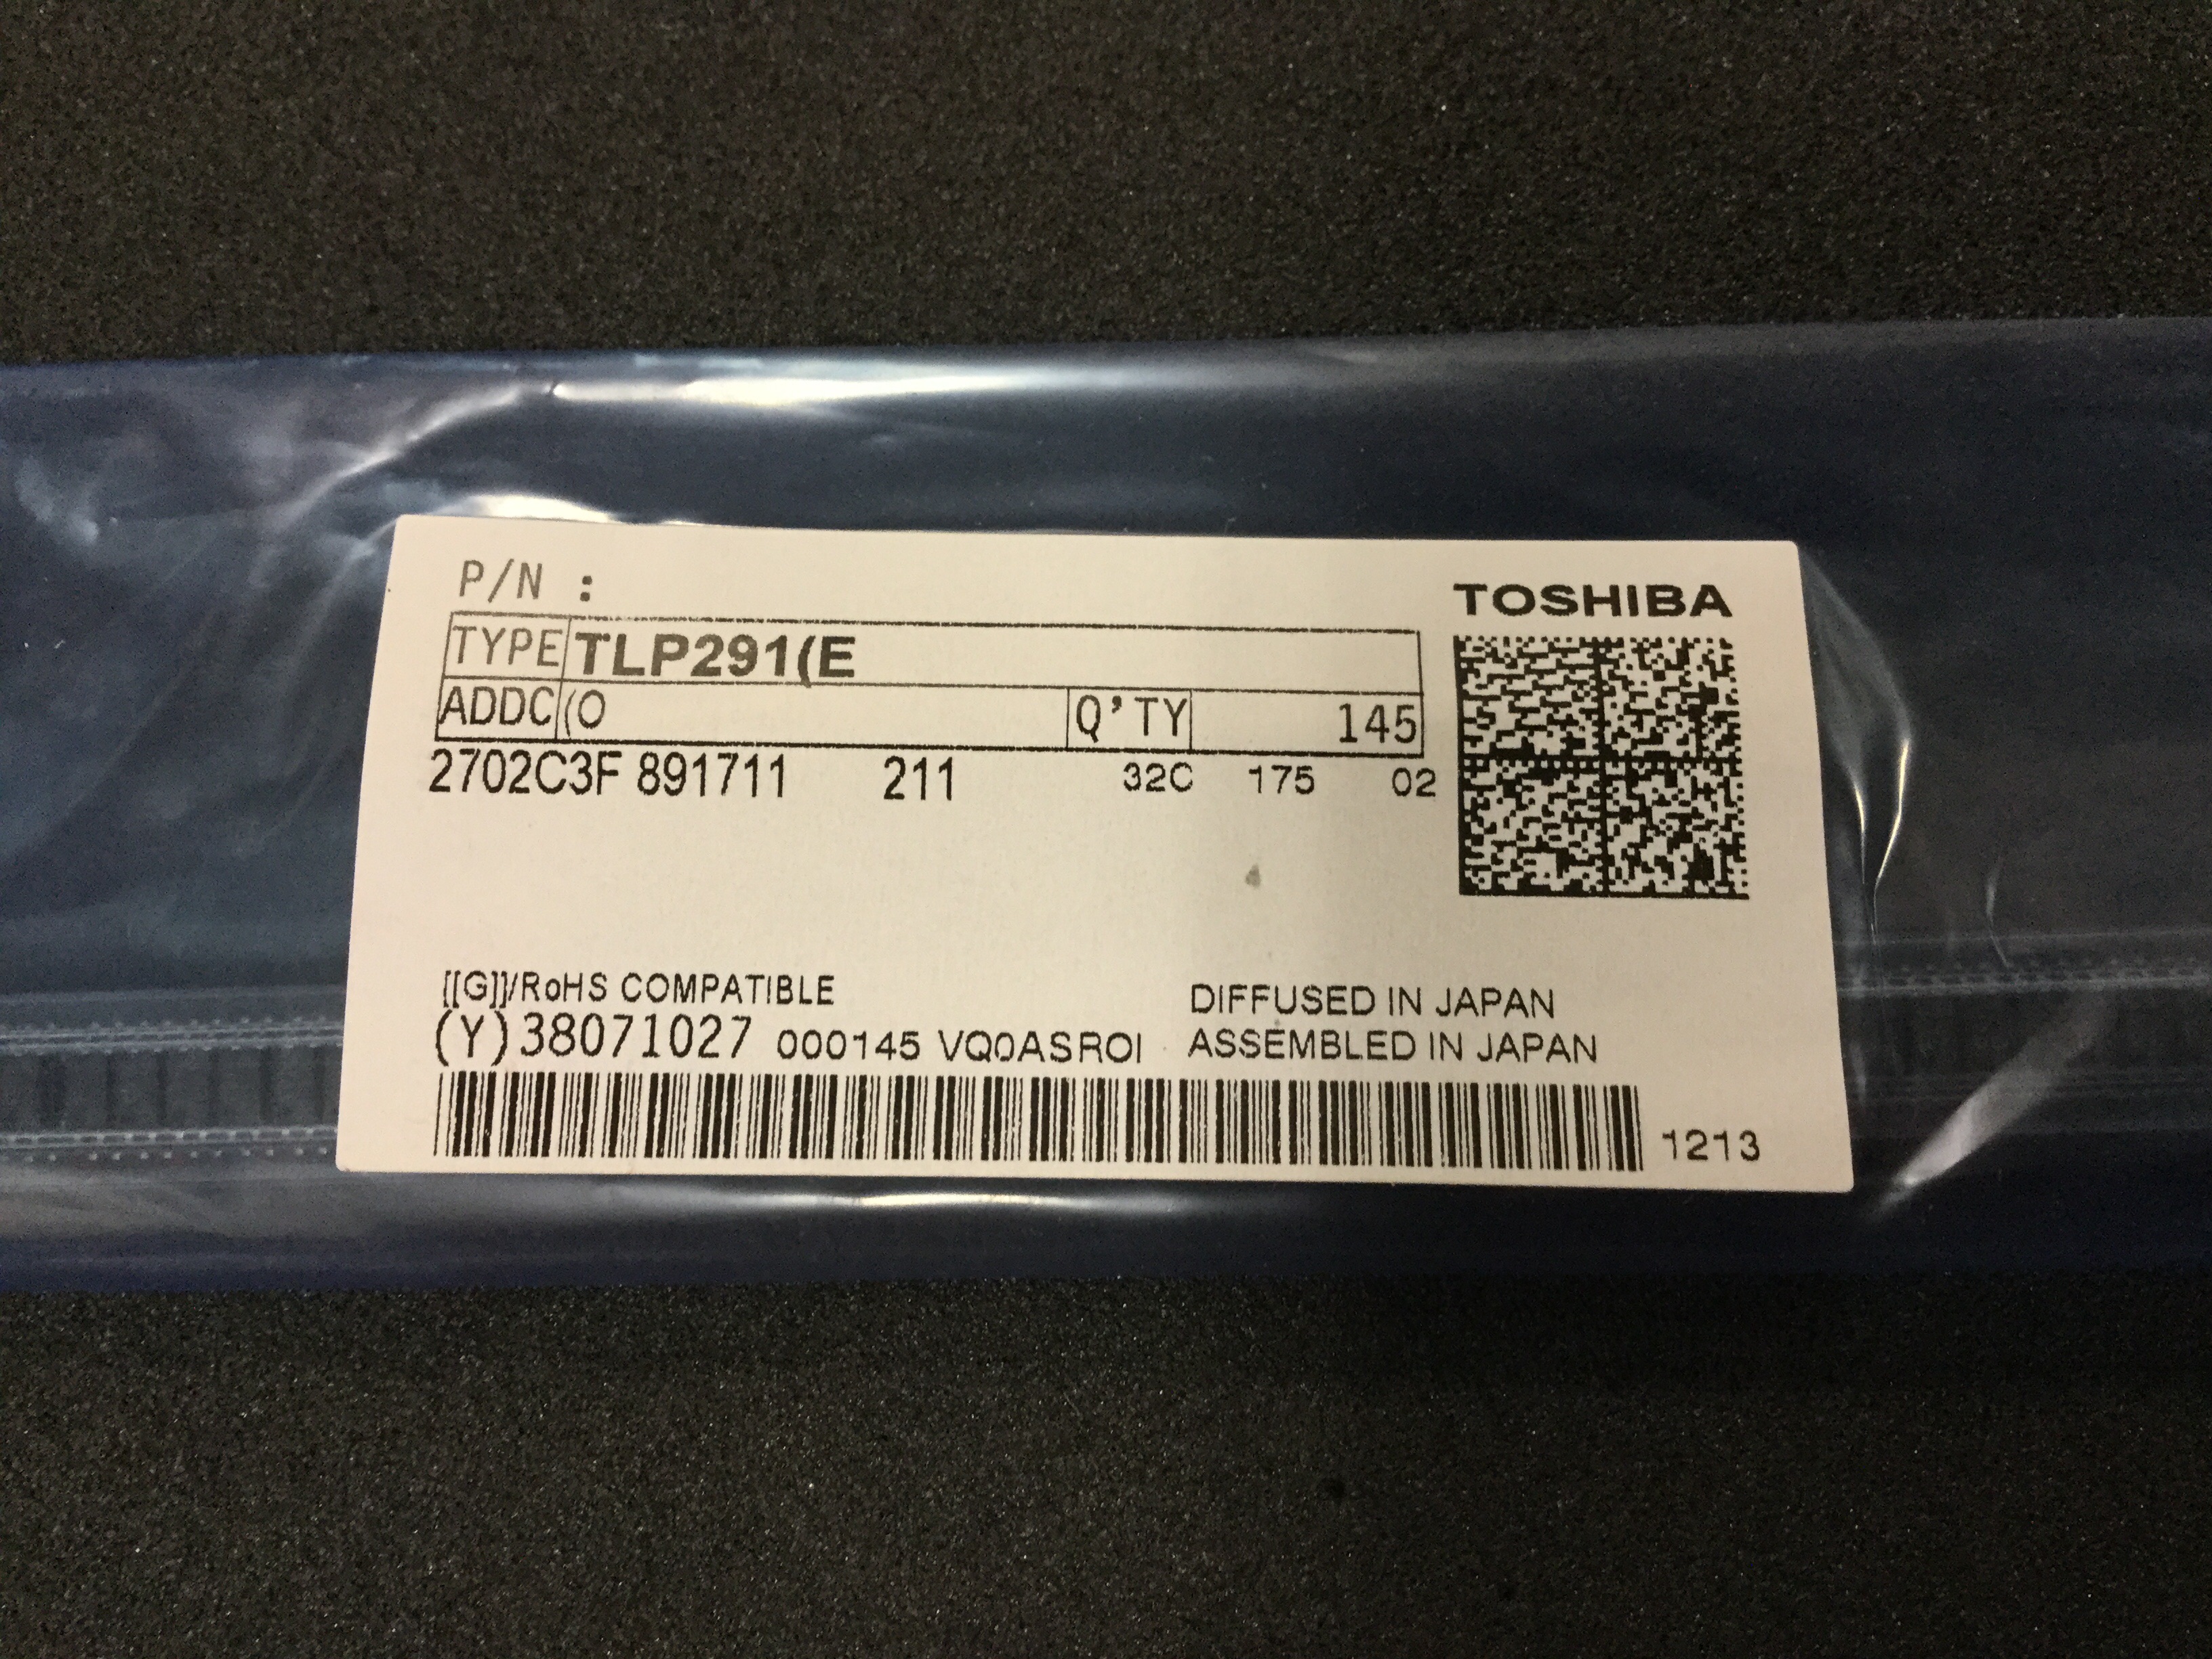 P/N :
TOSHIBA
TYPE TLP291(E
ADDC (O Q'TY 145
2702C3F 891711 211 32C 175 02
[[G]]/RoHS COMPATIBLE
DIFFUSED IN JAPAN
(Y)38071027 000145 VQ0ASROI
ASSEMBLED IN JAPAN
1213